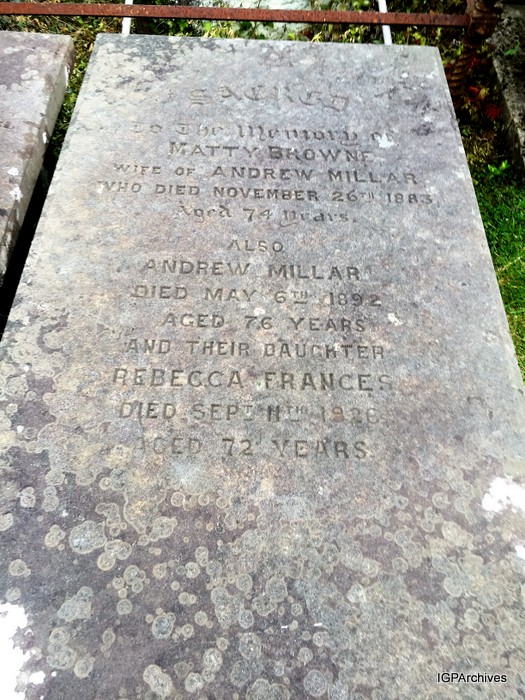 SACRED
To The Memory of
MATTY BROWNE
WIFE OF ANDREW MILLAR
WHO DIED NOVEMBER 26TH 1883,
Aged 74 Years.
ALSO
ANDREW MILLAR
DIED MAY 6TH 1892
AGED 76 YEARS
AND THEIR DAUGHTER
REBECCA FRANCES
DIED SEPT 11TH 1926
AGED 72 YEARS
IGPArchives